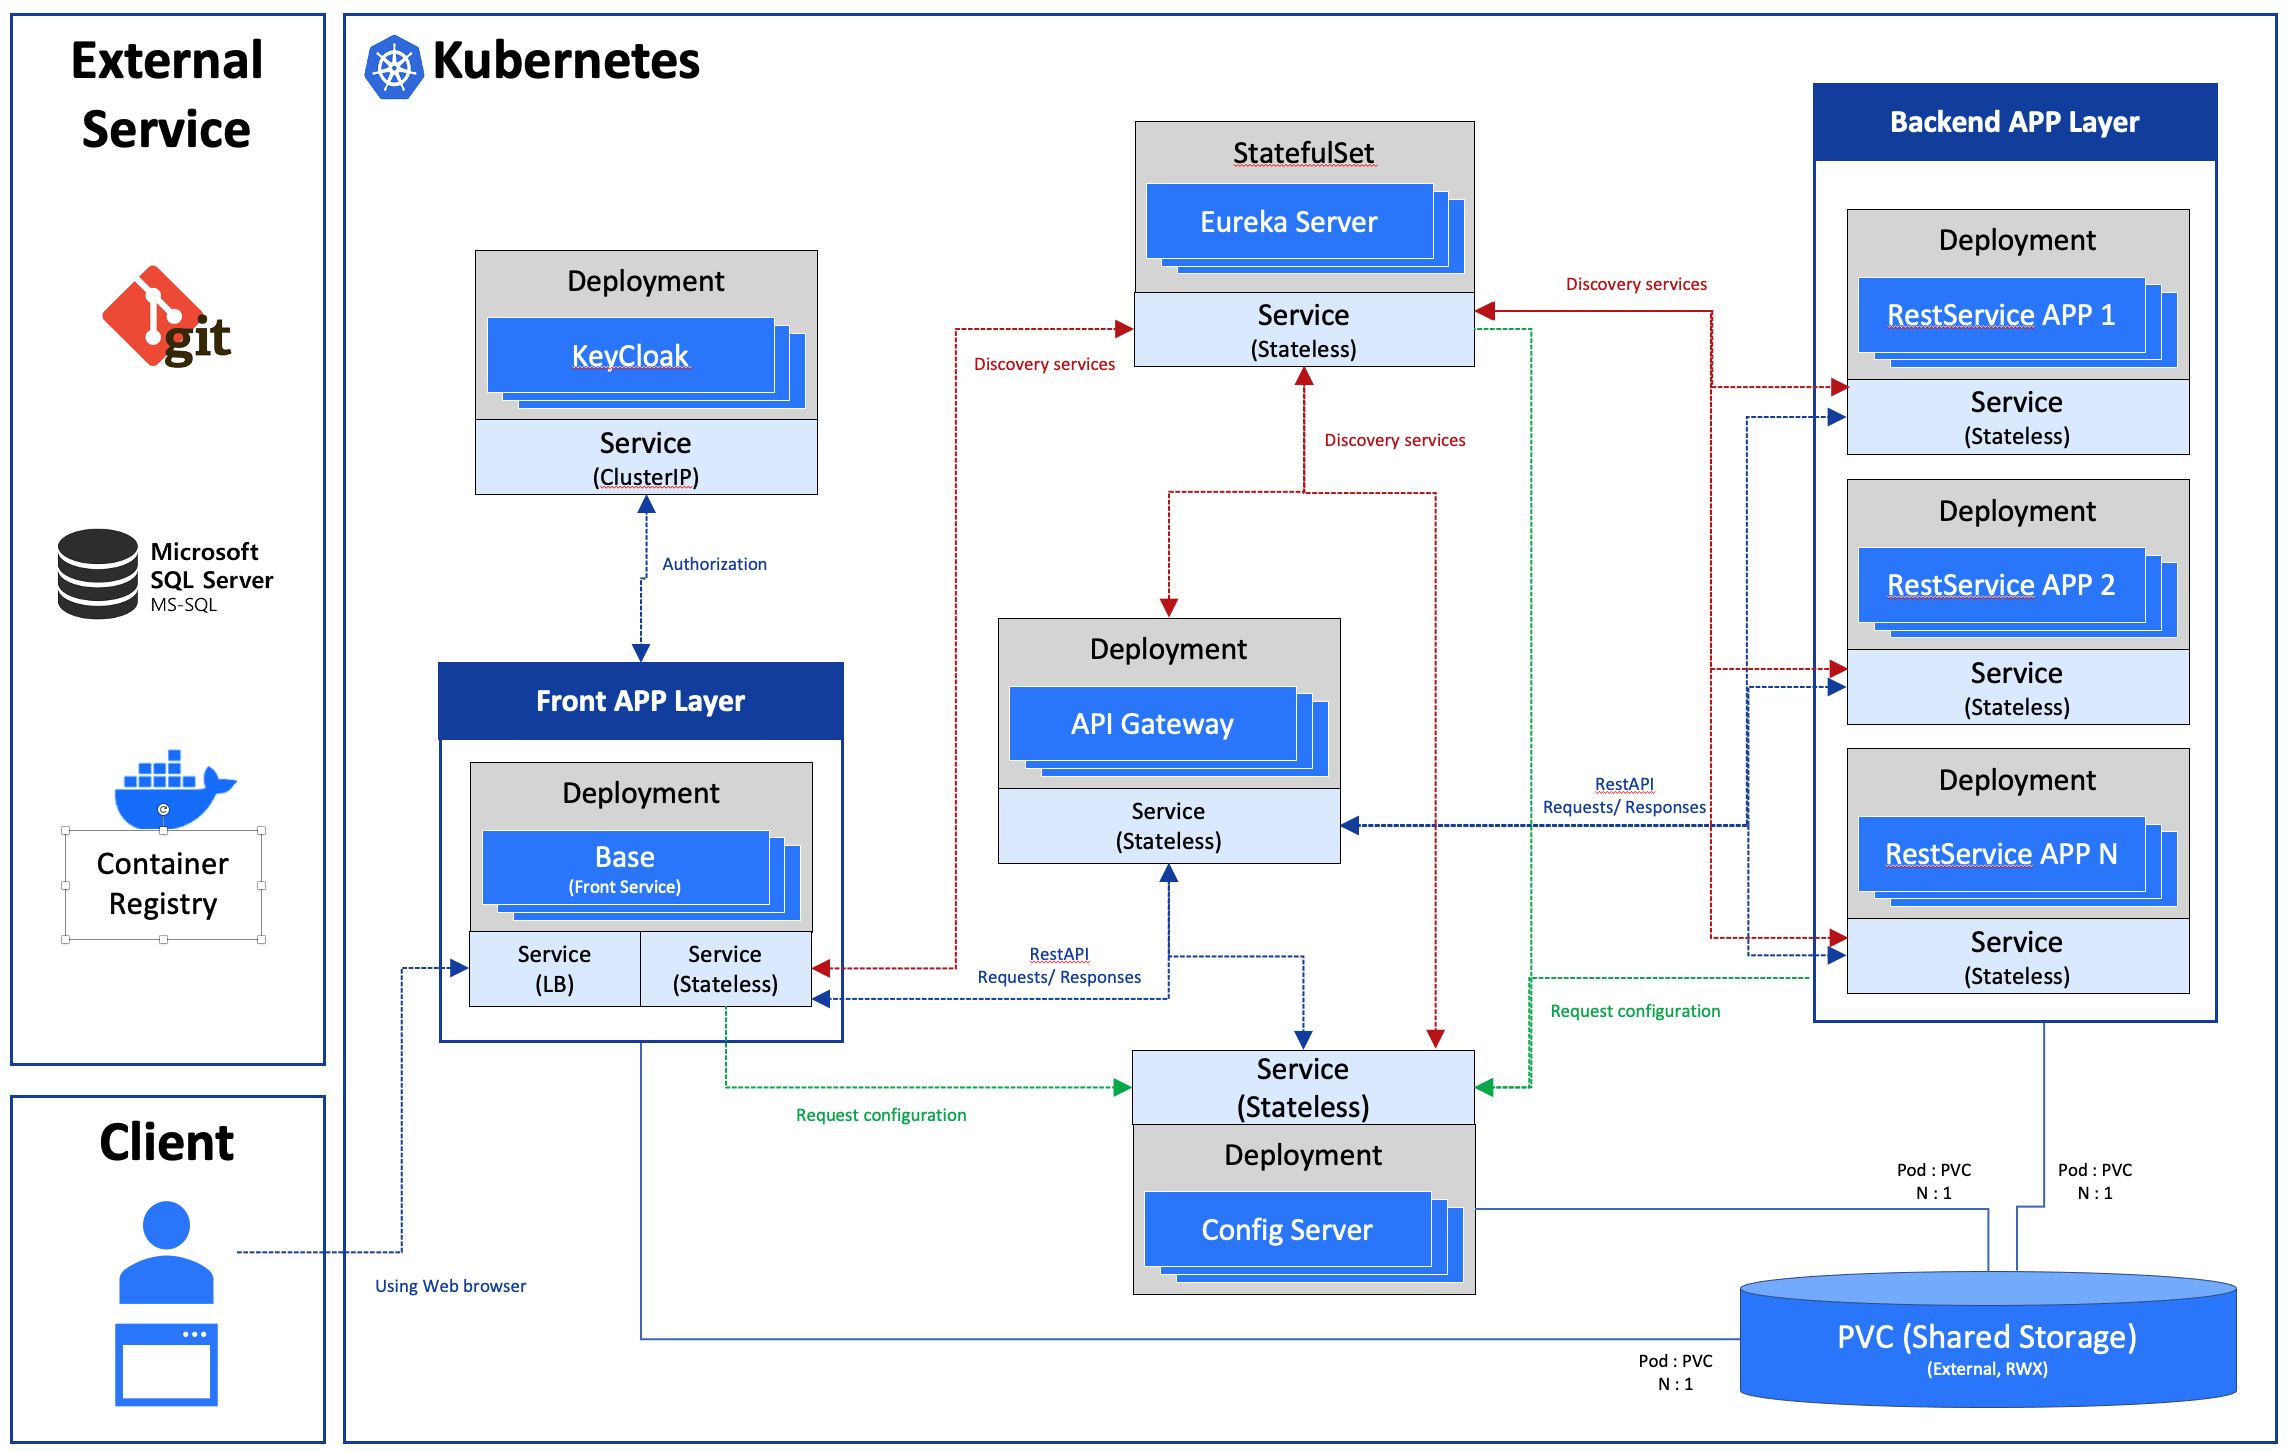 External
Service
git
Microsoft
SQL Server
MS-SQL
Container
Registry
Client
Using Web browser
Kubernetes
Deployment
KeyCloak
Service
(ClusterIP)
Authorization
Front APP Layer
Deployment
Base
(Front Service)
Service
(LB)
Service
(Stateless)
StatefulSet
Eureka Server
Service
(Stateless)
Discovery services
Discovery services
Discovery services
Deployment
API Gateway
Service
(Stateless)
RestAPI
Requests/ Responses
RestAPI
Requests/ Responses
Request configuration
Request configuration
Service
(Stateless)
Deployment
Config Server
Backend APP Layer
Deployment
RestService APP 1
Service
(Stateless)
Deployment
RestService APP 2
Service
(Stateless)
Deployment
RestService APP N
Service
(Stateless)
Pod : PVC
N : 1
Pod : PVC
N : 1
Pod : PVC
N : 1
PVC (Shared Storage)
(External, RWX)